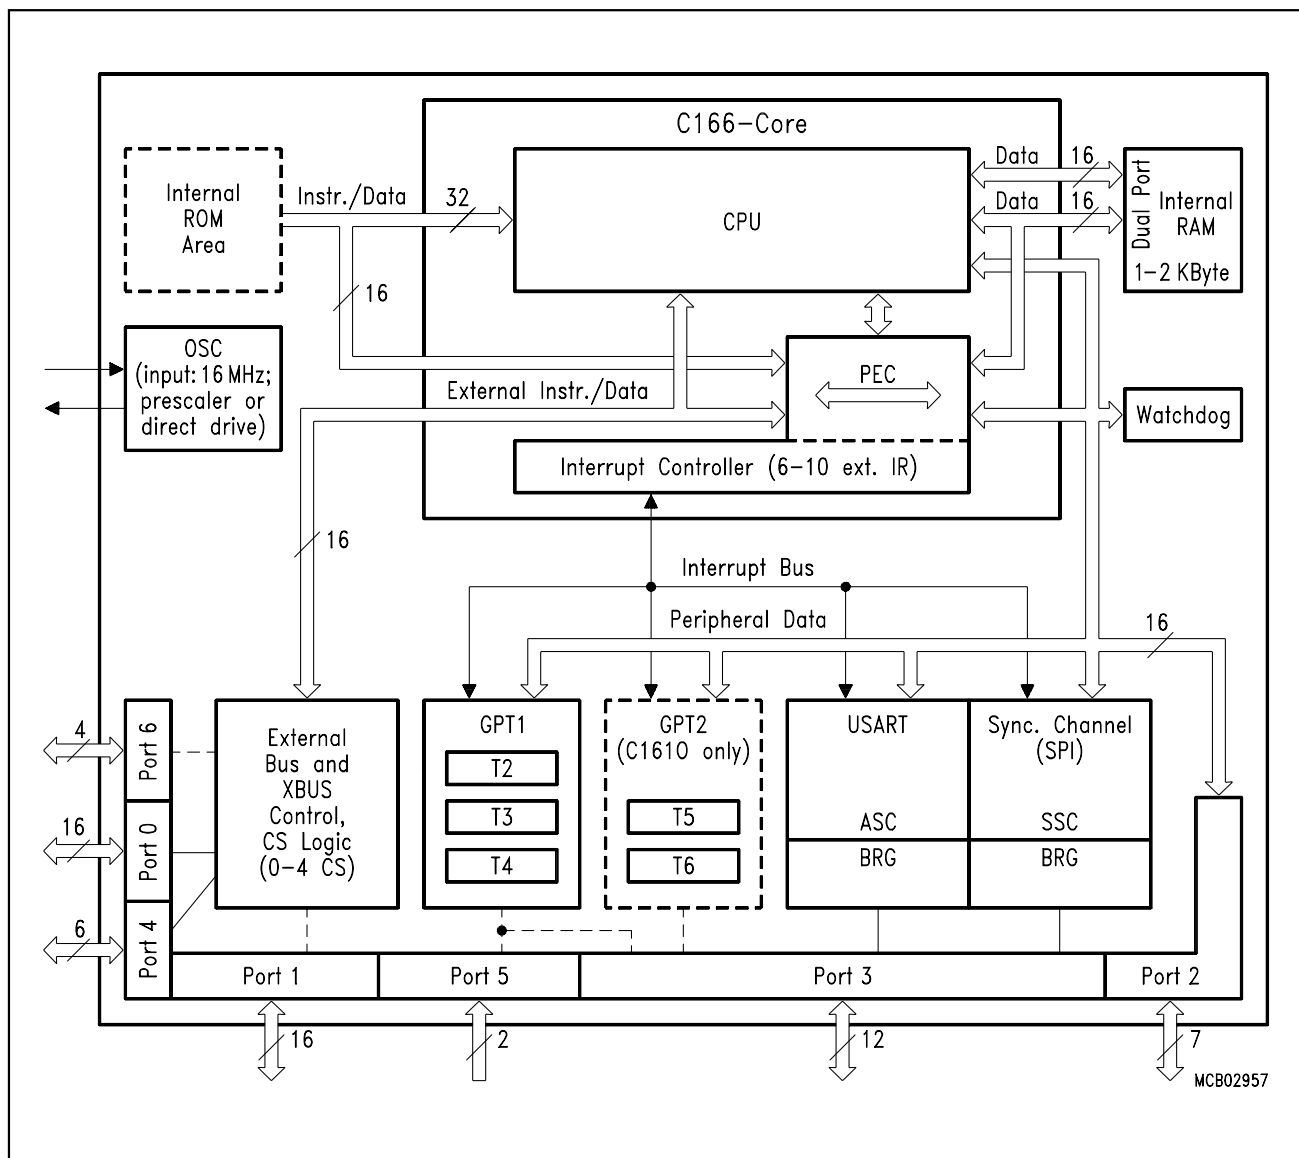 C166-Core
Internal
ROM
Area
Instr./Data
32
16
CPU
Data
16
Data
16
Dual Port
Internal
RAM
1-2 KByte
OSC
(input: 16 MHz;
prescaler or
direct drive)
External Instr./Data
PEC
Watchdog
Interrupt Controller (6-10 ext. IR)
16
Interrupt Bus
Peripheral Data
16
4
Port 6
16
Port 0
6
Port 4
External
Bus and
XBUS
Control,
CS Logic
(0-4 CS)
GPT1
T2
T3
T4
GPT2
(C161O only)
T5
T6
USART
ASC
BRG
Sync. Channel
(SPI)
SSC
BRG
Port 1
Port 5
Port 3
Port 2
16
2
12
7
MCB02957